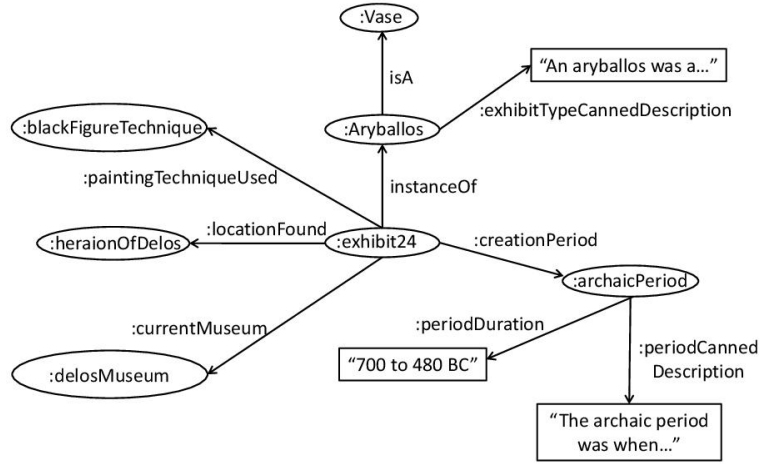 :Vase
isA
“An aryballos was a…”
:exhibitTypeCannedDescription
:Aryballos
:blackFigureTechnique
:paintingTechniqueUsed
instanceOf
:locationFound
:heraionOfDelos
:exhibit24
:creationPeriod
:archaicPeriod
:currentMuseum
:periodDuration
:periodCanned
Description
“700 to 480 BC”
:delosMuseum
“The archaic period
was when…”